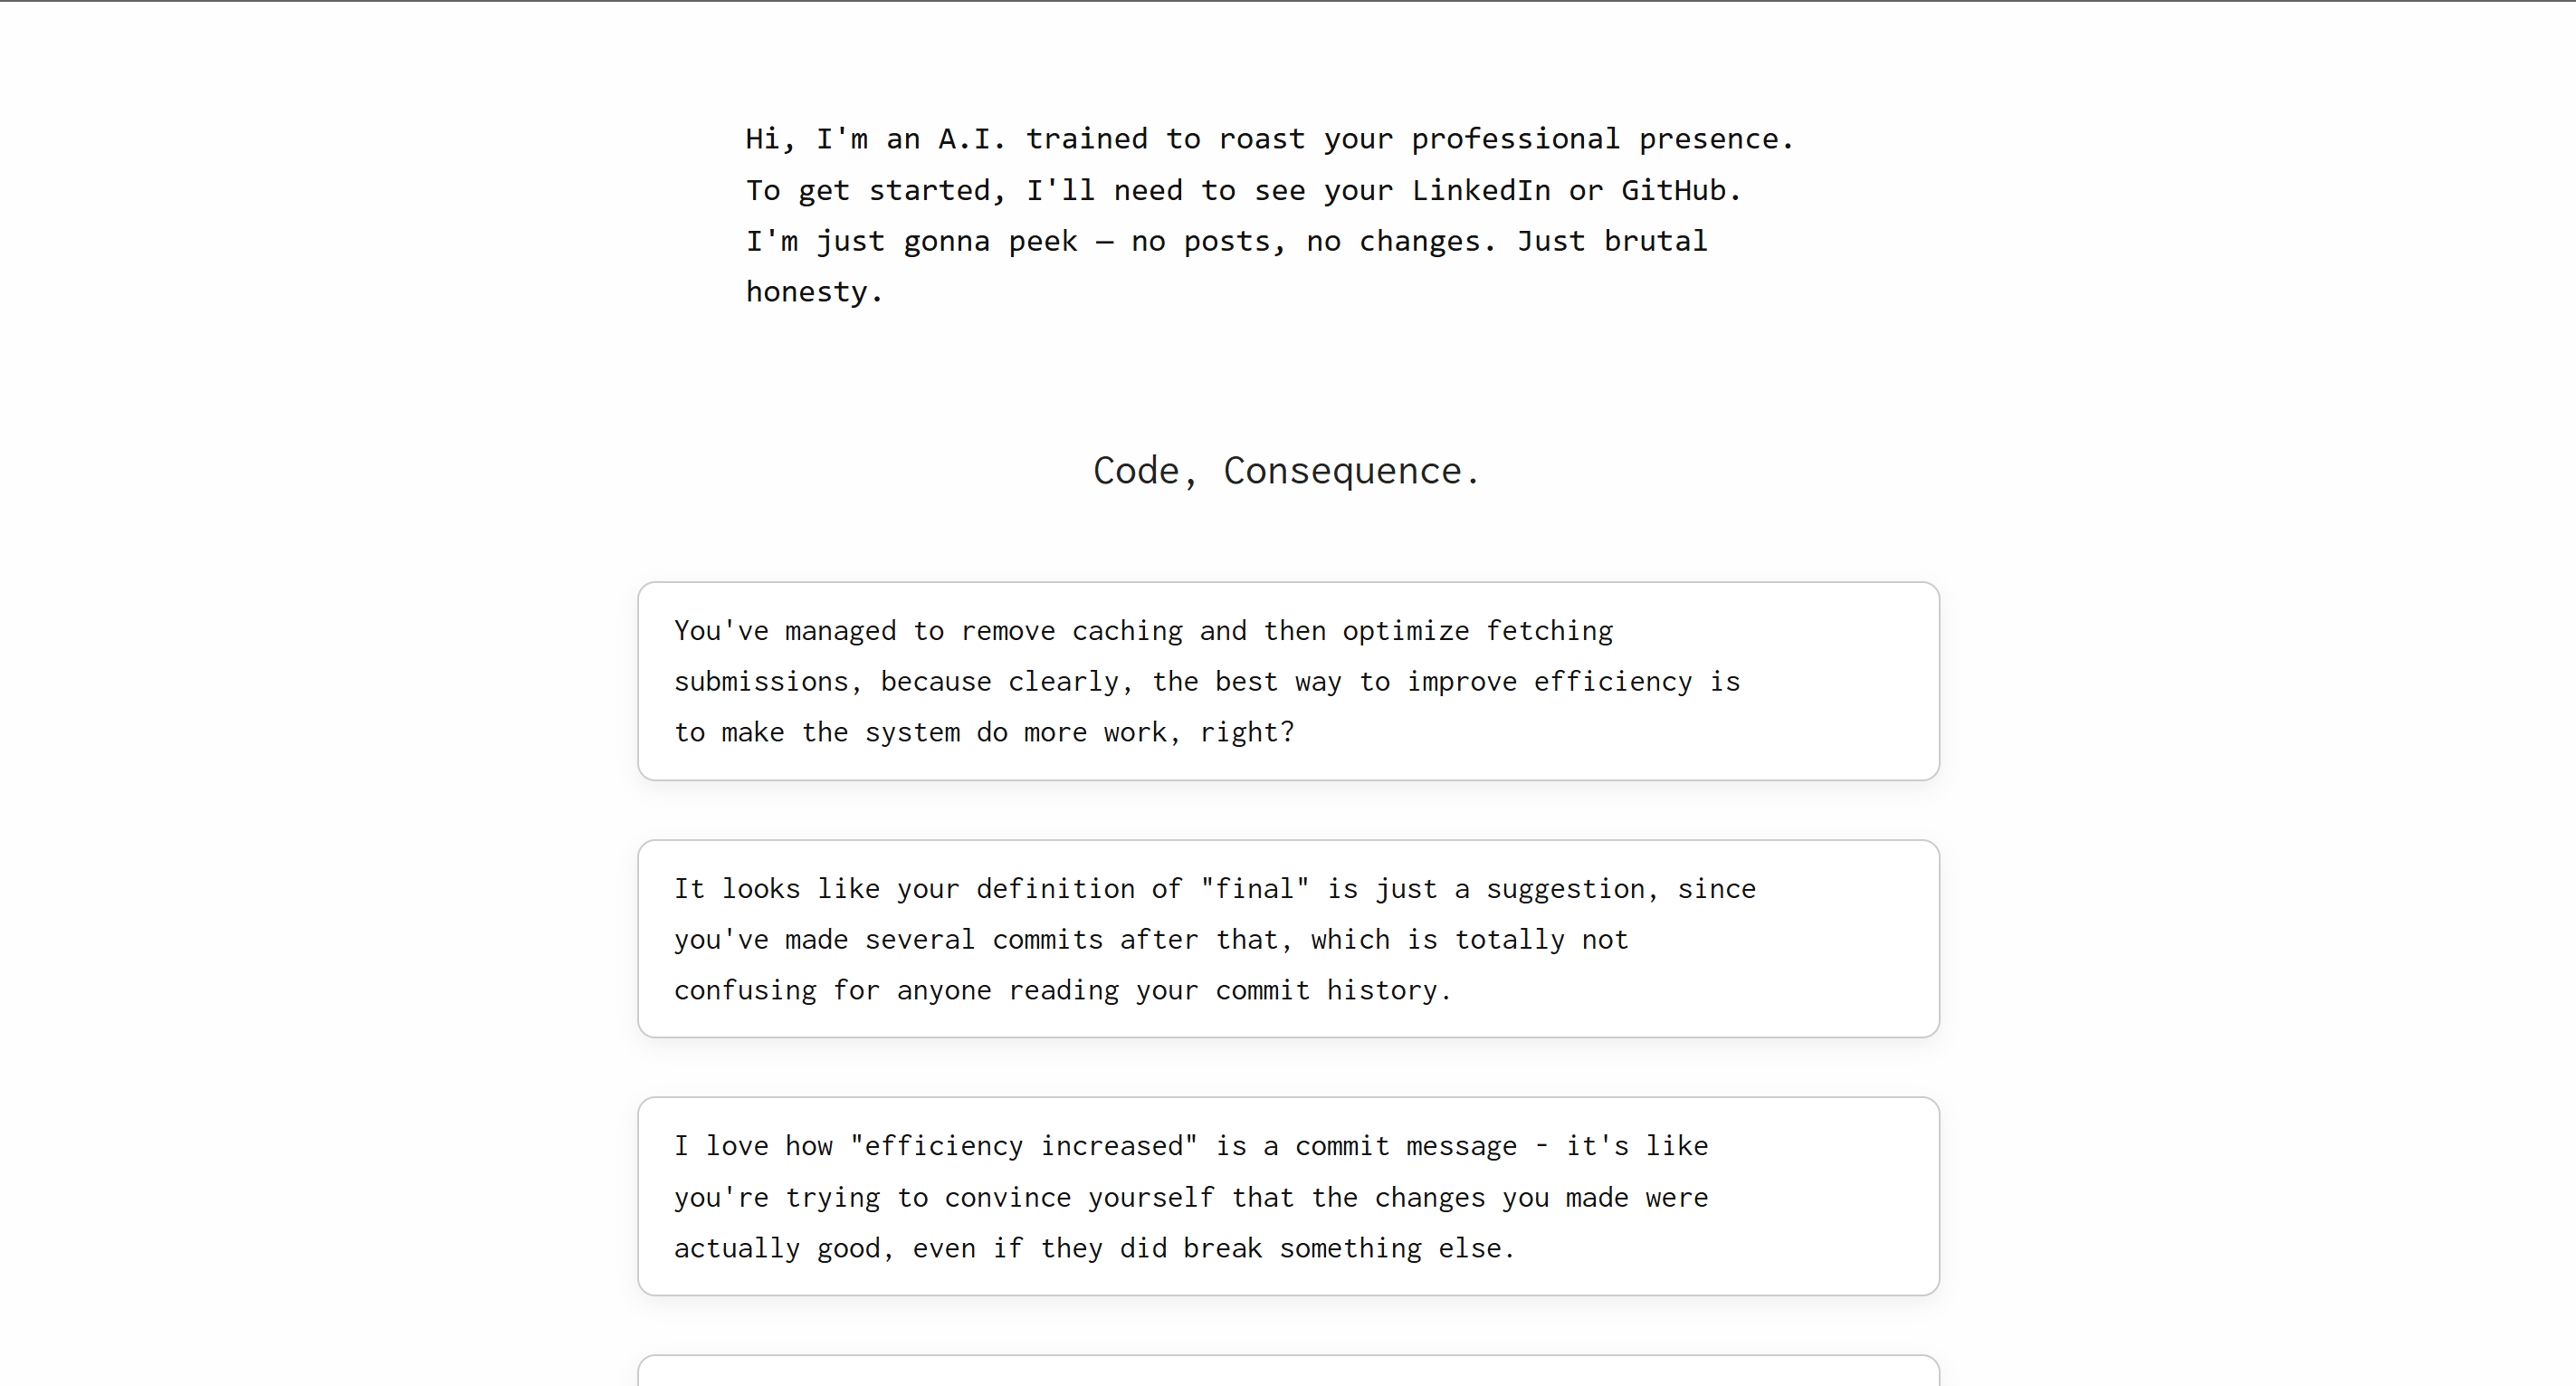 Hi, I'm an A.I. trained to roast your professional presence.
To get started, I'll need to see your LinkedIn or GitHub.
I'm just gonna peek — no posts, no changes. Just brutal
honesty.
Code, Consequence.
You've managed to remove caching and then optimize fetching
submissions, because clearly, the best way to improve efficiency is
to make the system do more work, right?
It looks like your definition of "final" is just a suggestion, since
you've made several commits after that, which is totally not
confusing for anyone reading your commit history.
I love how "efficiency increased" is a commit message - it's like
you're trying to convince yourself that the changes you made were
actually good, even if they did break something else.